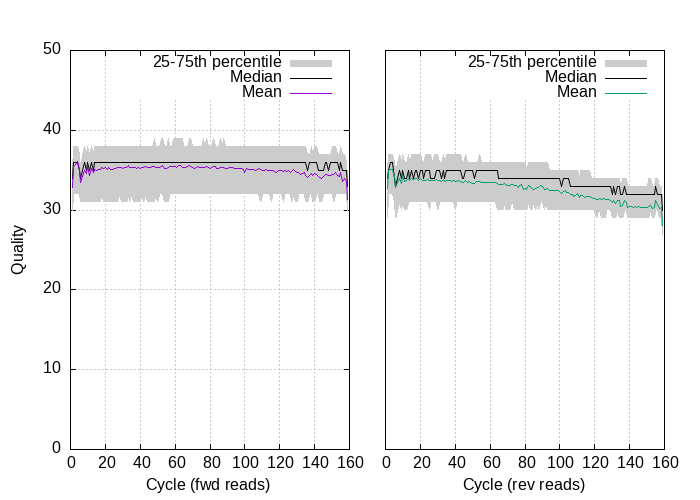 50
40
30
20
10
0
Quality
25-75th percentile
Median
Mean
0 20 40 60 80 100 120 140 160
Cycle (fwd reads)
25-75th percentile
Median
Mean
0 20 40 60 80 100 120 140 160
Cycle (rev reads)